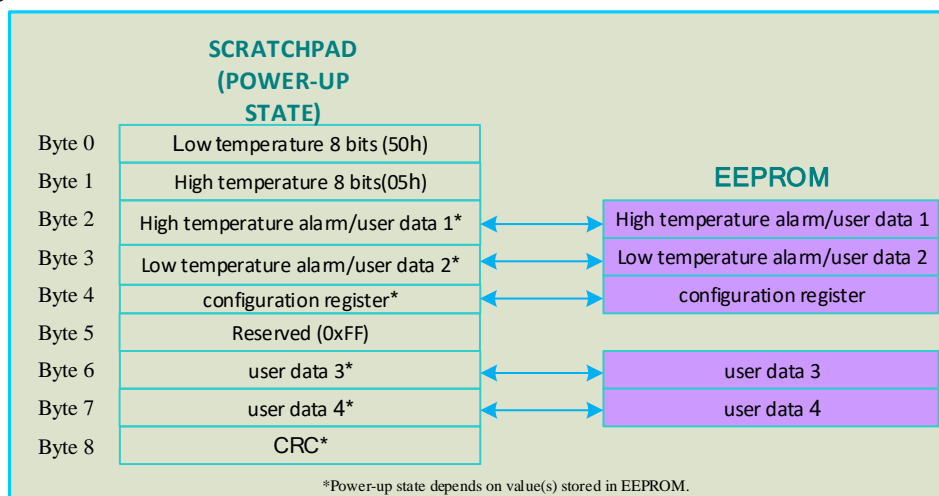 SCRATCHPAD
(POWER-UP
STATE)
Byte 0 Low temperature 8 bits (50h)
Byte 1 High temperature 8 bits(05h)
EEPROM
Byte 2 High temperature alarm/user data 1* High temperature alarm/user data 1
Byte 3 Low temperature alarm/user data 2* Low temperature alarm/user data 2
Byte 4 configuration register* configuration register
Byte 5 Reserved (0xFF)
Byte 6 user data 3* user data 3
Byte 7 user data 4* user data 4
Byte 8 CRC*
*Power-up state depends on value(s) stored in EEPROM.